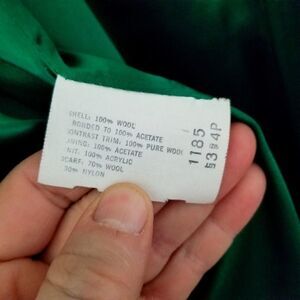 SHELL: 100% WOOL
BONDED TO 100% ACETATE
CONTRAST TRIM: 100% PURE WOOL
LINING: 100% ACETATE
KNIT: 100% ACRYLIC
SCARF: 70% WOOL
30% NYLON
1185